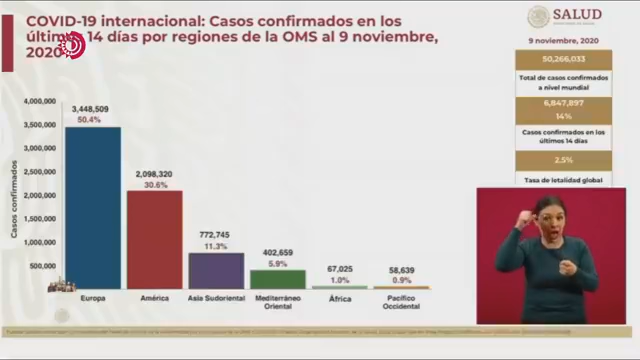 COVID-19 internacional: Casos confirmados en los
últimos 14 días por regiones de la OMS al 9 noviembre,
2020
SALUD
9 noviembre, 2020
50,266,033
Total de casos confirmados
a nivel mundial
6,847,897
14%
Casos confirmados en los
últimos 14 días
2.5%
Tasa de letalidad global
Casos confirmados
4,000,000
3,500,000
3,000,000
2,500,000
2,000,000
1,500,000
1,000,000
500,000
3,448,509
50.4%
2,098,320
30.6%
772,745
11.3%
402,659
5.9%
67,025
1.0%
58,639
0.9%
Europa
América
Asia Sudoriental
Mediterráneo
Oriental
África
Pacífico
Occidental